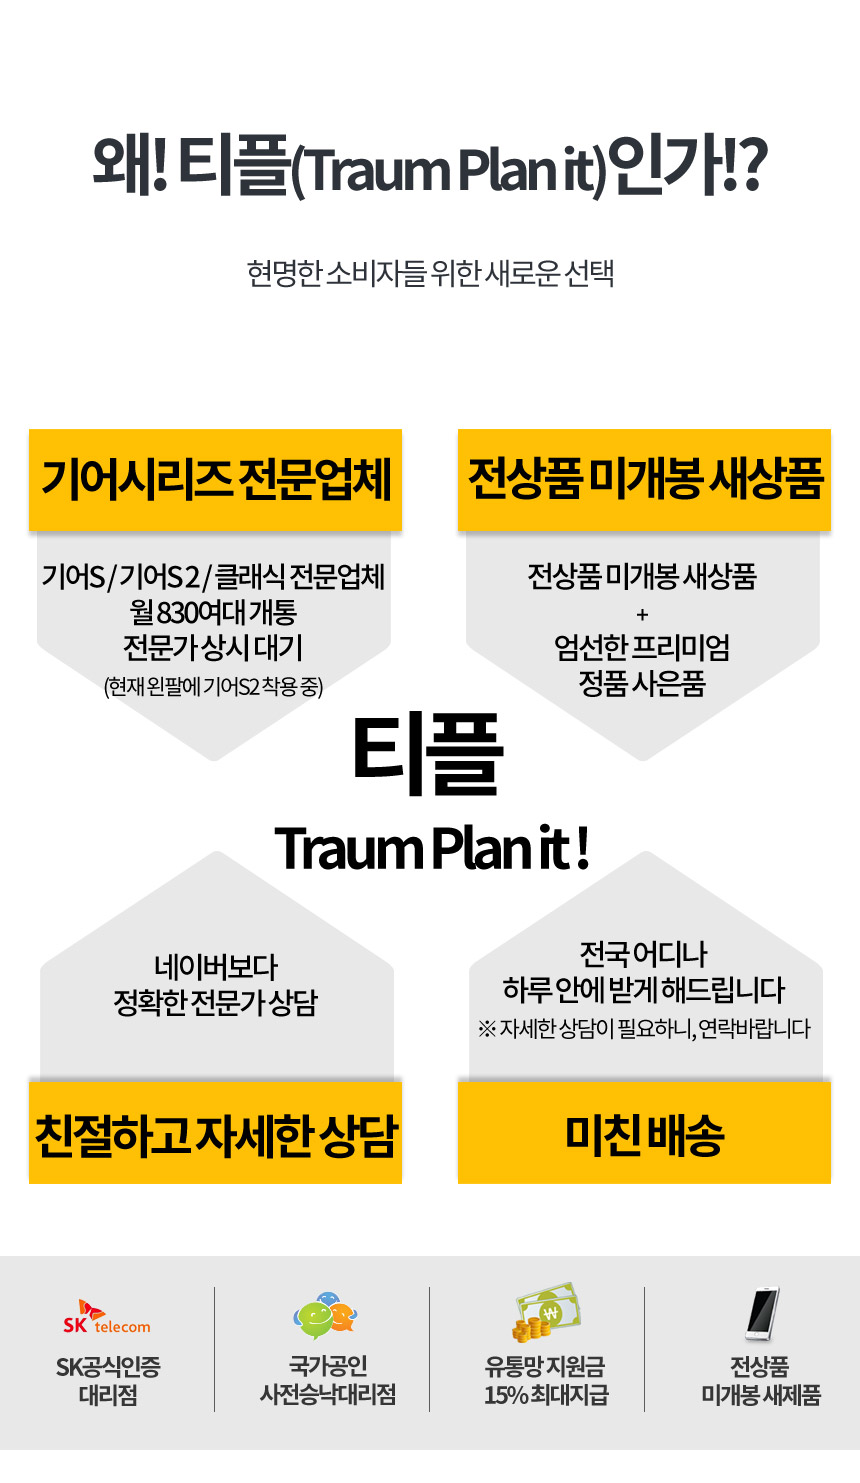 왜! 티플(Traum Plan it)인가!?
현명한 소비자들 위한 새로운 선택
기어시리즈 전문업체
기어S / 기어S 2 / 클래식 전문업체
월 830여대 개통
전문가 상시 대기
(현재 왼팔에 기어S2 착용 중)
전상품 미개봉 새상품
전상품 미개봉 새상품
+
엄선한 프리미엄
정품 사은품
티플
Traum Plan it !
네이버보다
정확한 전문가 상담
친절하고 자세한 상담
전국 어디나
하루 안에 받게 해드립니다
※ 자세한 상담이 필요하니, 연락바랍니다
미친 배송
SK telecom
SK공식인증
대리점
국가공인
사전승낙대리점
₩
유통망 지원금
15% 최대지급
전상품
미개봉 새제품